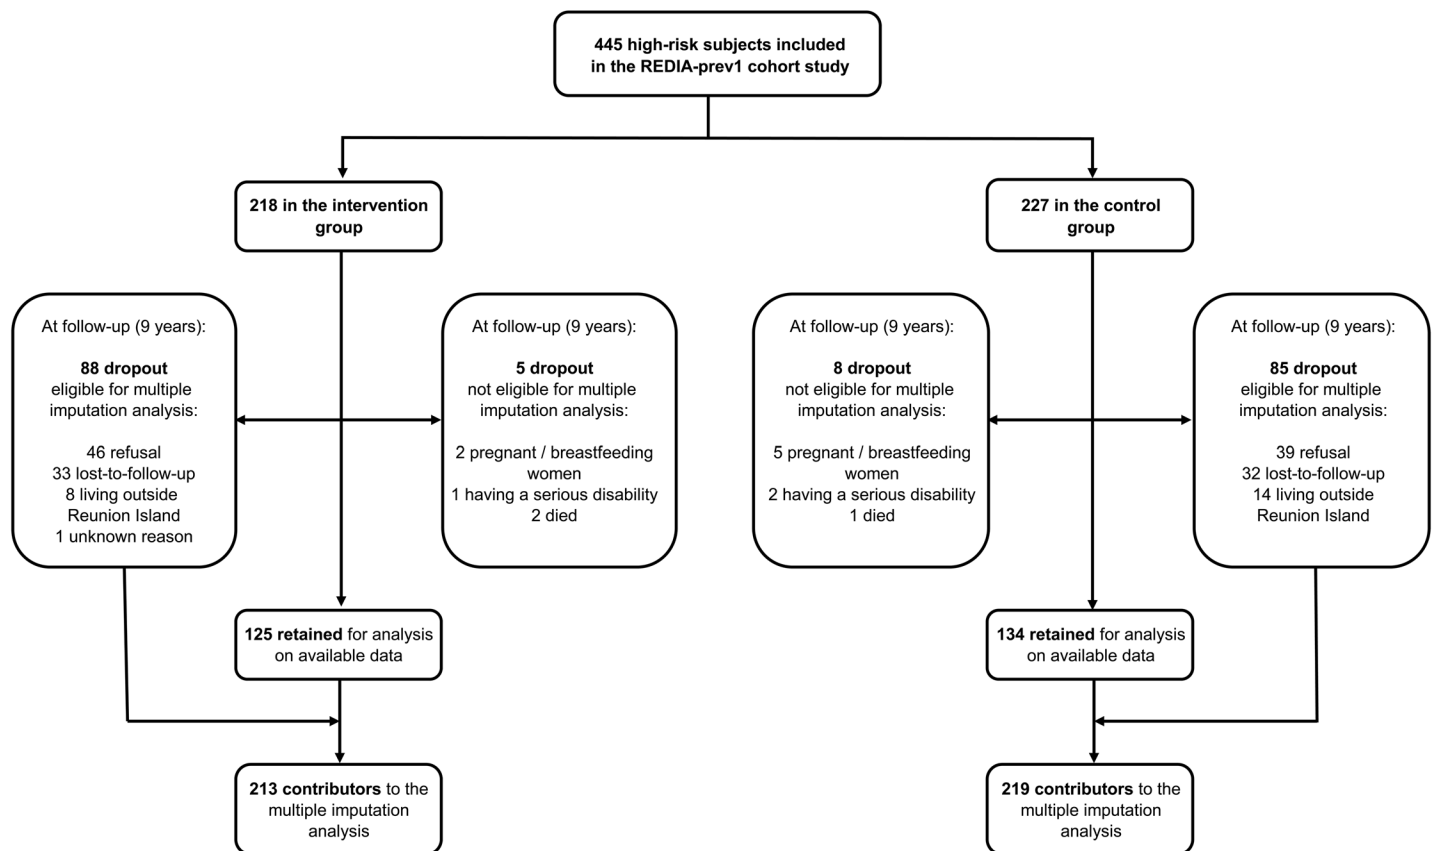 445 high-risk subjects included
in the REDIA-prev1 cohort study
218 in the intervention
group
227 in the control
group
At follow-up (9 years):
88 dropout
eligible for multiple
imputation analysis:
46 refusal
33 lost-to-follow-up
8 living outside
Reunion Island
1 unknown reason
At follow-up (9 years):
5 dropout
not eligible for multiple
imputation analysis:
2 pregnant / breastfeeding
women
1 having a serious disability
2 died
At follow-up (9 years):
8 dropout
not eligible for multiple
imputation analysis:
5 pregnant / breastfeeding
women
2 having a serious disability
1 died
At follow-up (9 years):
85 dropout
eligible for multiple
imputation analysis:
39 refusal
32 lost-to-follow-up
14 living outside
Reunion Island
125 retained for analysis
on available data
134 retained for analysis
on available data
213 contributors to the
multiple imputation
analysis
219 contributors to the
multiple imputation
analysis